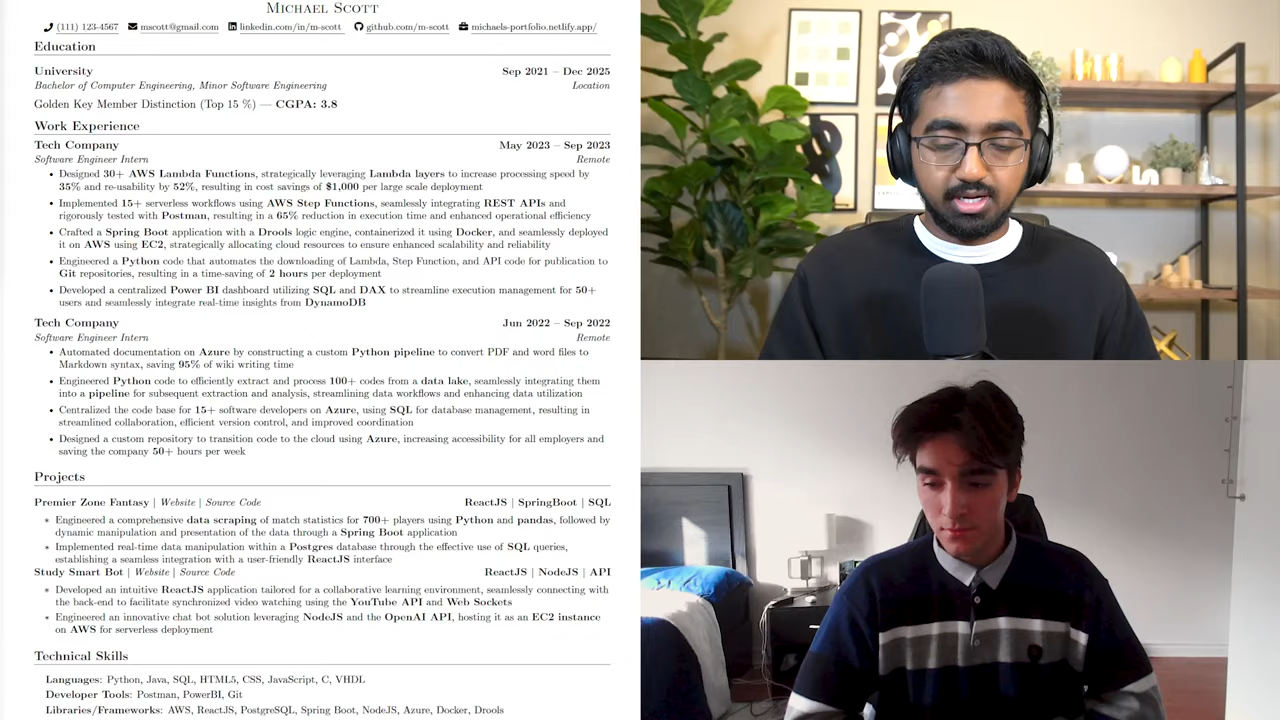 Michael Scott
(111) 123-4567 mscott@gmail.com linkedin.com/in/m-scott github.com/m-scott michaels-portfolio.netlify.app/
Education
University Sep 2021 – Dec 2025
Bachelor of Computer Engineering, Minor Software Engineering Location
Golden Key Member Distinction (Top 15 %) — CGPA: 3.8
Work Experience
Tech Company May 2023 – Sep 2023
Software Engineer Intern Remote
• Designed 30+ AWS Lambda Functions, strategically leveraging Lambda layers to increase processing speed by
35% and re-usability by 52%, resulting in cost savings of $1,000 per large scale deployment
• Implemented 15+ serverless workflows using AWS Step Functions, seamlessly integrating REST APIs and
rigorously tested with Postman, resulting in a 65% reduction in execution time and enhanced operational efficiency
• Crafted a Spring Boot application with a Drools logic engine, containerized it using Docker, and seamlessly deployed
it on AWS using EC2, strategically allocating cloud resources to ensure enhanced scalability and reliability
• Engineered a Python code that automates the downloading of Lambda, Step Function, and API code for publication to
Git repositories, resulting in a time-saving of 2 hours per deployment
• Developed a centralized Power BI dashboard utilizing SQL and DAX to streamline execution management for 50+
users and seamlessly integrate real-time insights from DynamoDB
Tech Company Jun 2022 – Sep 2022
Software Engineer Intern Remote
• Automated documentation on Azure by constructing a custom Python pipeline to convert PDF and word files to
Markdown syntax, saving 95% of wiki writing time
• Engineered Python code to efficiently extract and process 100+ codes from a data lake, seamlessly integrating them
into a pipeline for subsequent extraction and analysis, streamlining data workflows and enhancing data utilization
• Centralized the code base for 15+ software developers on Azure, using SQL for database management, resulting in
streamlined collaboration, efficient version control, and improved coordination
• Designed a custom repository to transition code to the cloud using Azure, increasing accessibility for all employers and
saving the company 50+ hours per week
Projects
Premier Zone Fantasy | Website | Source Code ReactJS | SpringBoot | SQL
* Engineered a comprehensive data scraping of match statistics for 700+ players using Python and pandas, followed by
dynamic manipulation and presentation of the data through a Spring Boot application
* Implemented real-time data manipulation within a Postgres database through the effective use of SQL queries,
establishing a seamless integration with a user-friendly ReactJS interface
Study Smart Bot | Website | Source Code ReactJS | NodeJS | API
* Developed an intuitive ReactJS application tailored for a collaborative learning environment, seamlessly connecting with
the back-end to facilitate synchronized video watching using the YouTube API and Web Sockets
* Engineered an innovative chat bot solution leveraging NodeJS and the OpenAI API, hosting it as an EC2 instance
on AWS for serverless deployment
Technical Skills
Languages: Python, Java, SQL, HTML5, CSS, JavaScript, C, VHDL
Developer Tools: Postman, PowerBI, Git
Libraries/Frameworks: AWS, ReactJS, PostgreSQL, Spring Boot, NodeJS, Azure, Docker, Drools